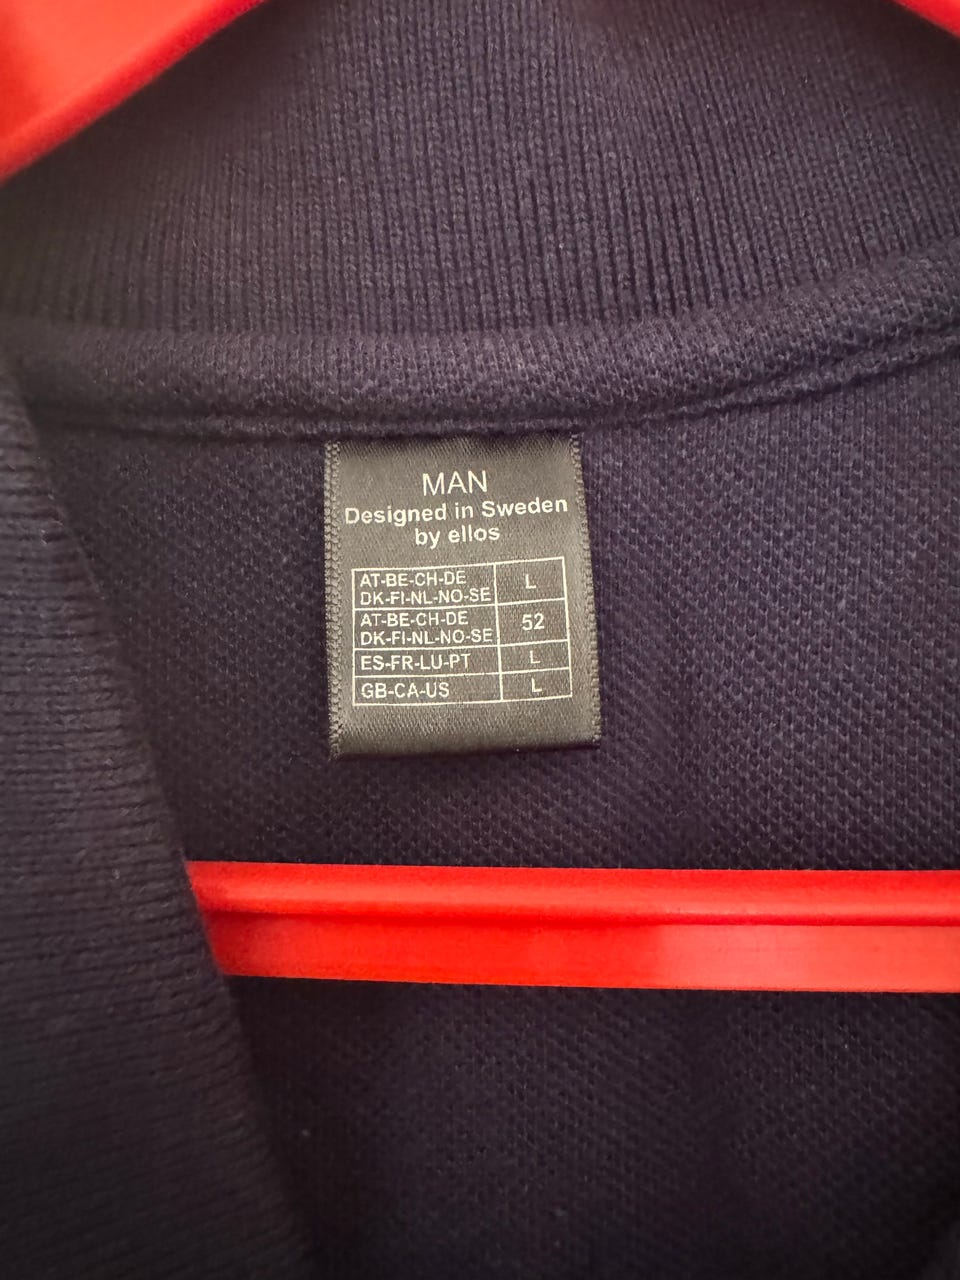 MAN
Designed in Sweden
by ellos
AT-BE-CH-DE
DK-FI-NL-NO-SE L
AT-BE-CH-DE
DK-FI-NL-NO-SE 52
ES-FR-LU-PT L
GB-CA-US L